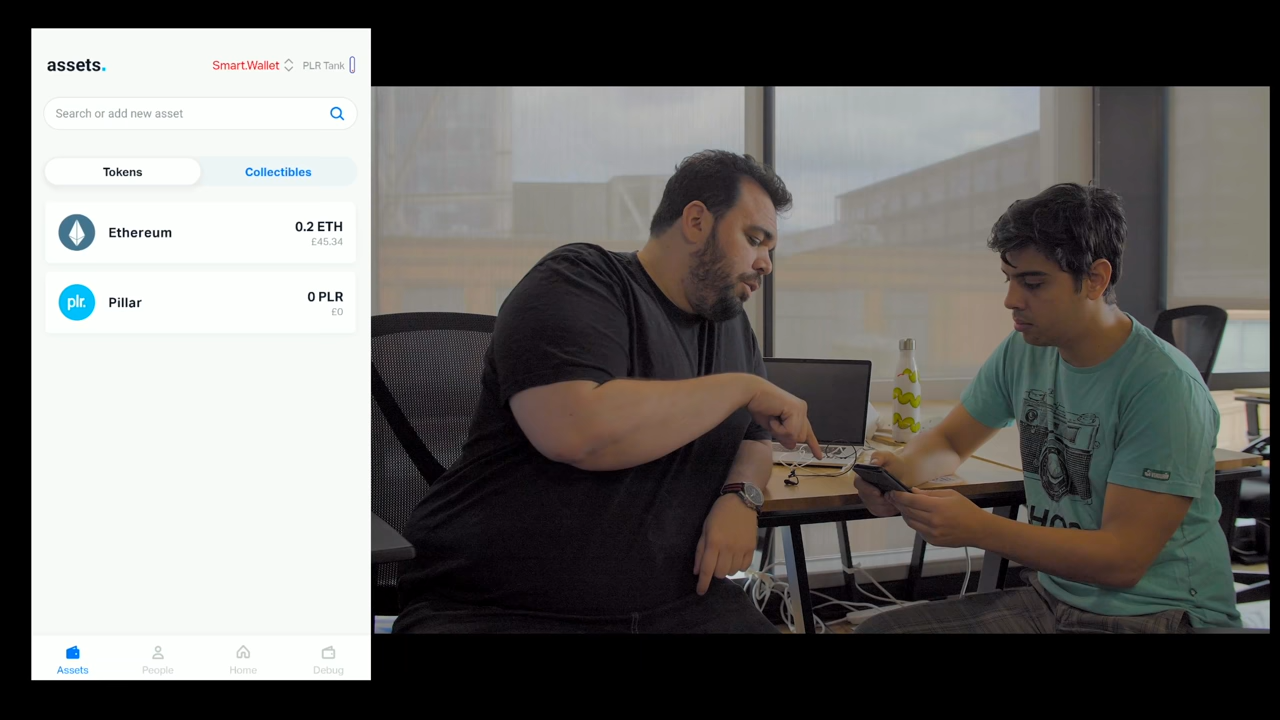 assets.
Smart.Wallet
PLR Tank
Search or add new asset
Tokens
Collectibles
Ethereum
0.2 ETH
£45.34
plr.
Pillar
0 PLR
£0
Assets
People
Home
Debug